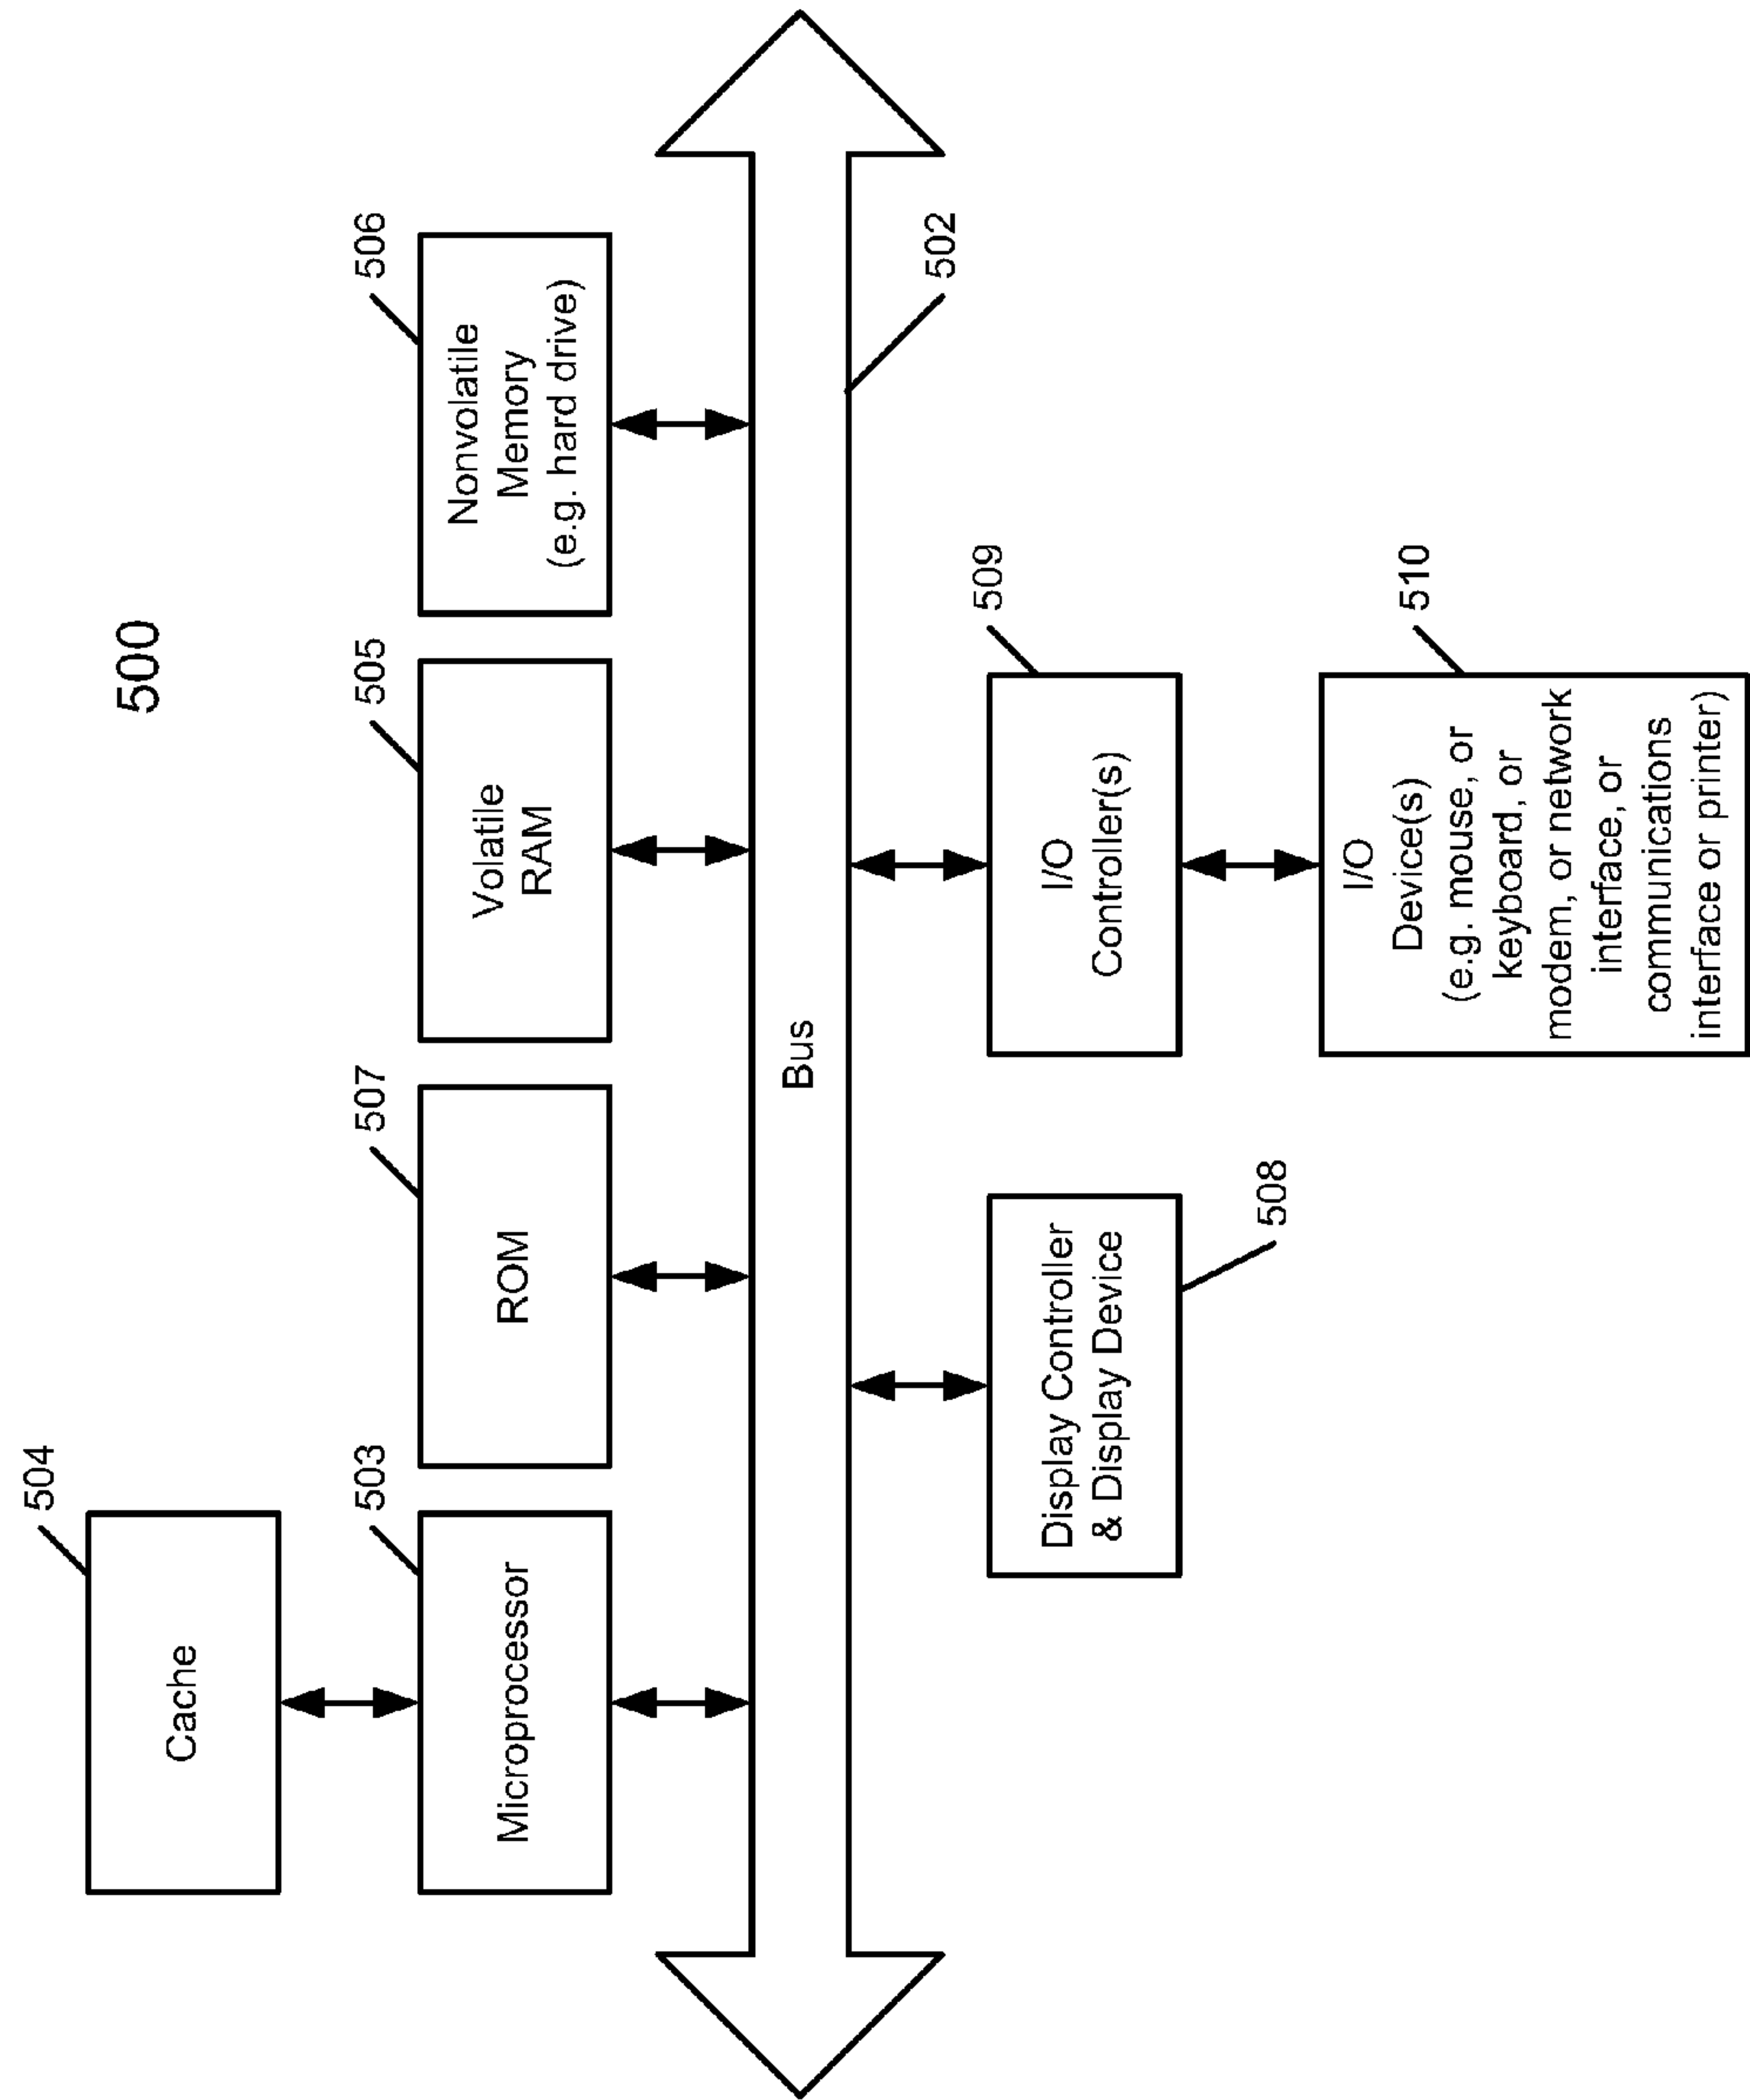 500
504
Cache
503
Microprocessor
507
ROM
505
Volatile
RAM
506
Nonvolatile
Memory
(e.g. hard drive)
Bus
502
508
Display Controller
& Display Device
509
I/O
Controller(s)
510
I/O
Device(s)
(e.g. mouse, or
keyboard, or
modem, or network
interface, or
communications
interface or printer)